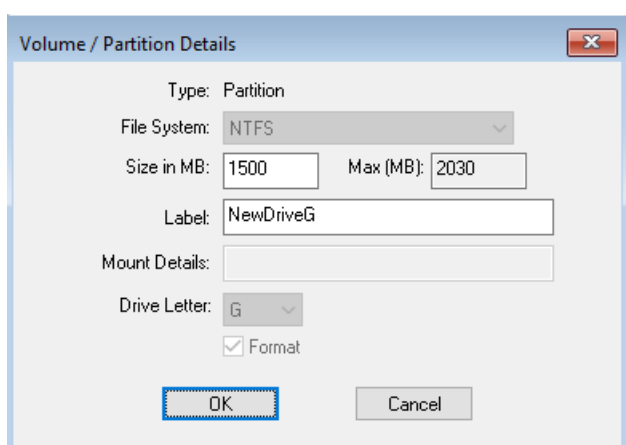 Volume / Partition Details
Type: Partition
File System: NTFS
Size in MB: 1500 Max (MB): 2030
Label: NewDriveG
Mount Details:
Drive Letter: G
Format
OK Cancel